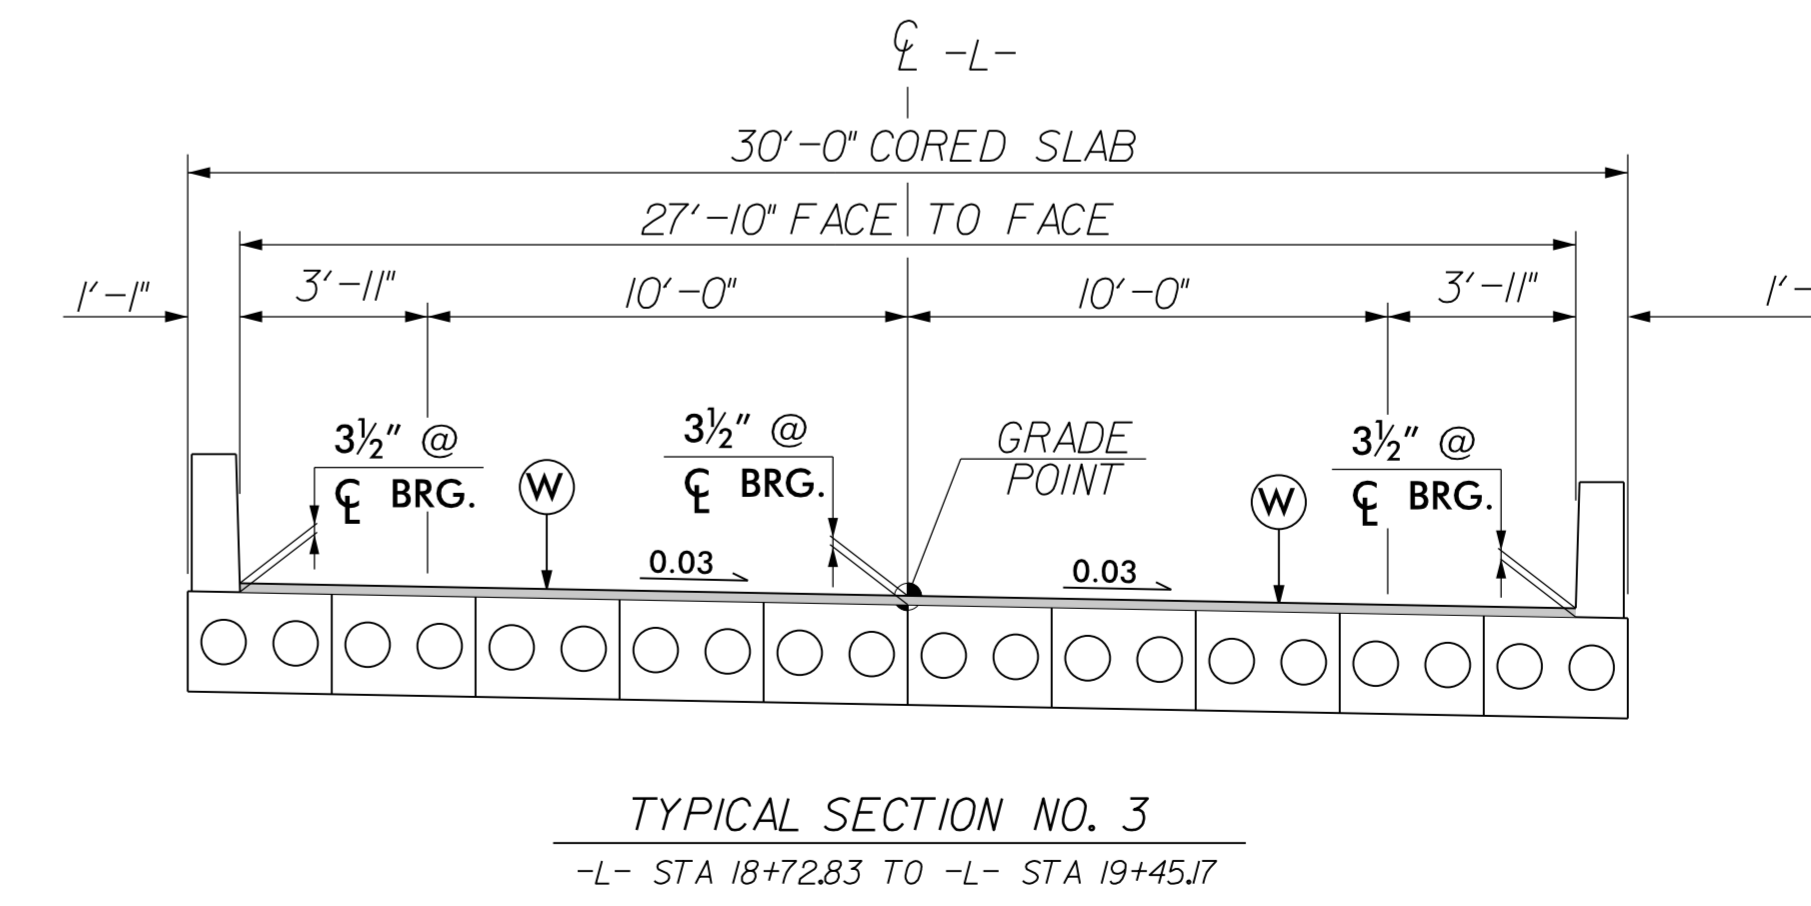 ℄ -L-
30'-0" CORED SLAB
27'-10" FACE TO FACE
1'-1" 3'-11" 10'-0" 10'-0" 3'-11" 1'-
3½" @ 3½" @ GRADE 3½" @
℄ BRG. W ℄ BRG. POINT W ℄ BRG.
0.03 0.03
TYPICAL SECTION NO. 3
-L- STA 18+72.83 TO -L- STA 19+45.17